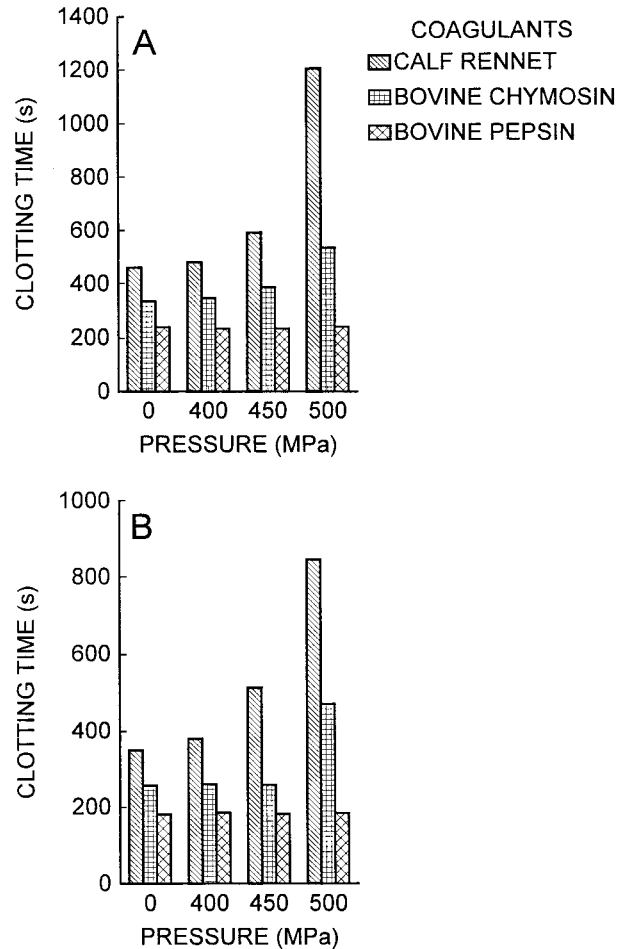 COAGULANTS
CALF RENNET
BOVINE CHYMOSIN
BOVINE PEPSIN
A
CLOTTING TIME (s)
1400
1200
1000
800
600
400
200
0
0 400 450 500
PRESSURE (MPa)
B
CLOTTING TIME (s)
1000
800
600
400
200
0
0 400 450 500
PRESSURE (MPa)